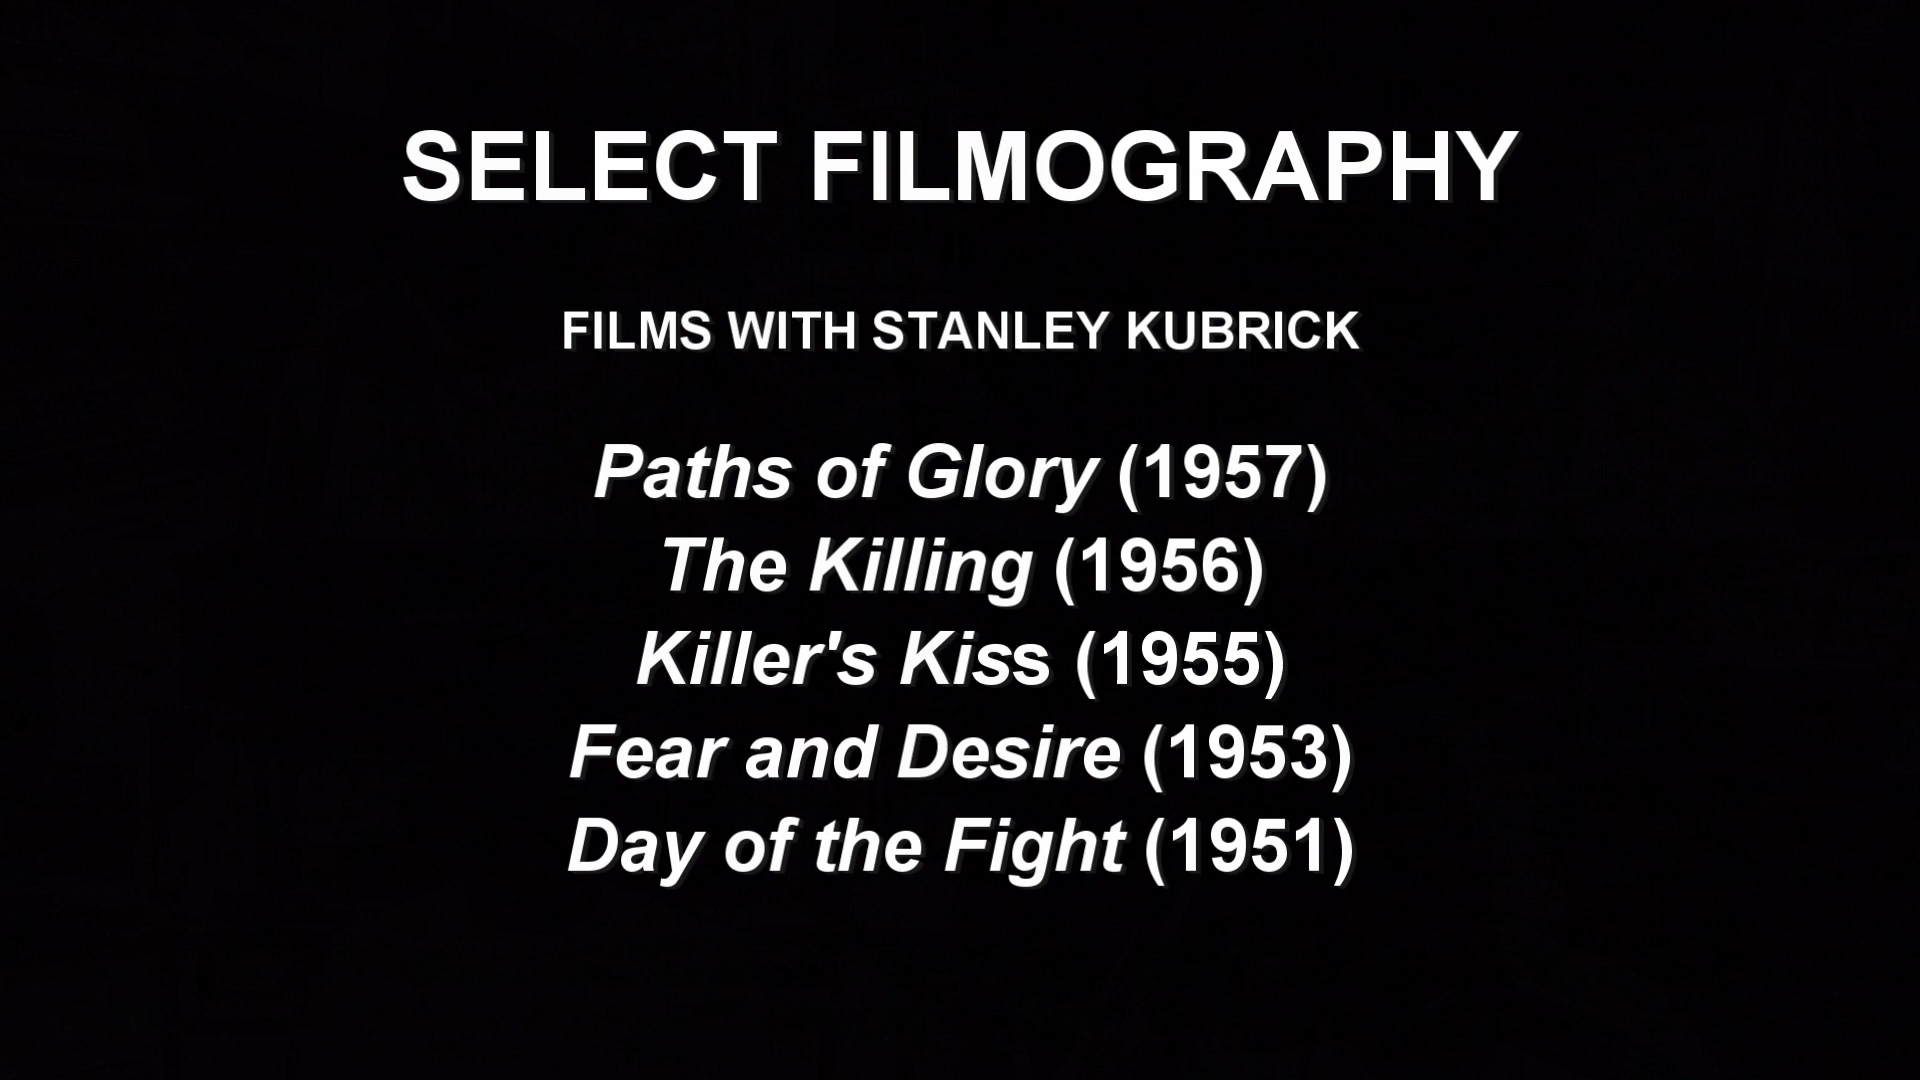 SELECT FILMOGRAPHY
FILMS WITH STANLEY KUBRICK
Paths of Glory (1957)
The Killing (1956)
Killer's Kiss (1955)
Fear and Desire (1953)
Day of the Fight (1951)